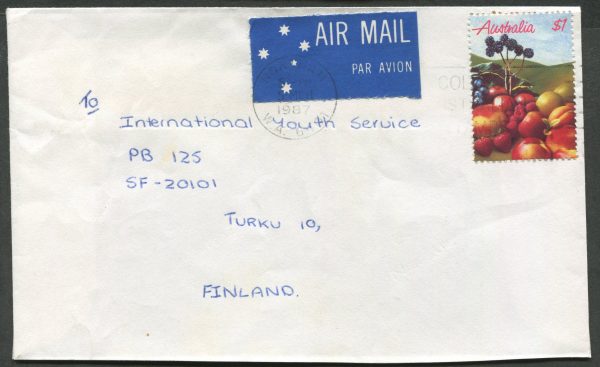 AIR MAIL
PAR AVION
Australia $1
1987
W.A.
To
International Youth Service
PB 125
SF-20101
TURKU 10,
FINLAND.